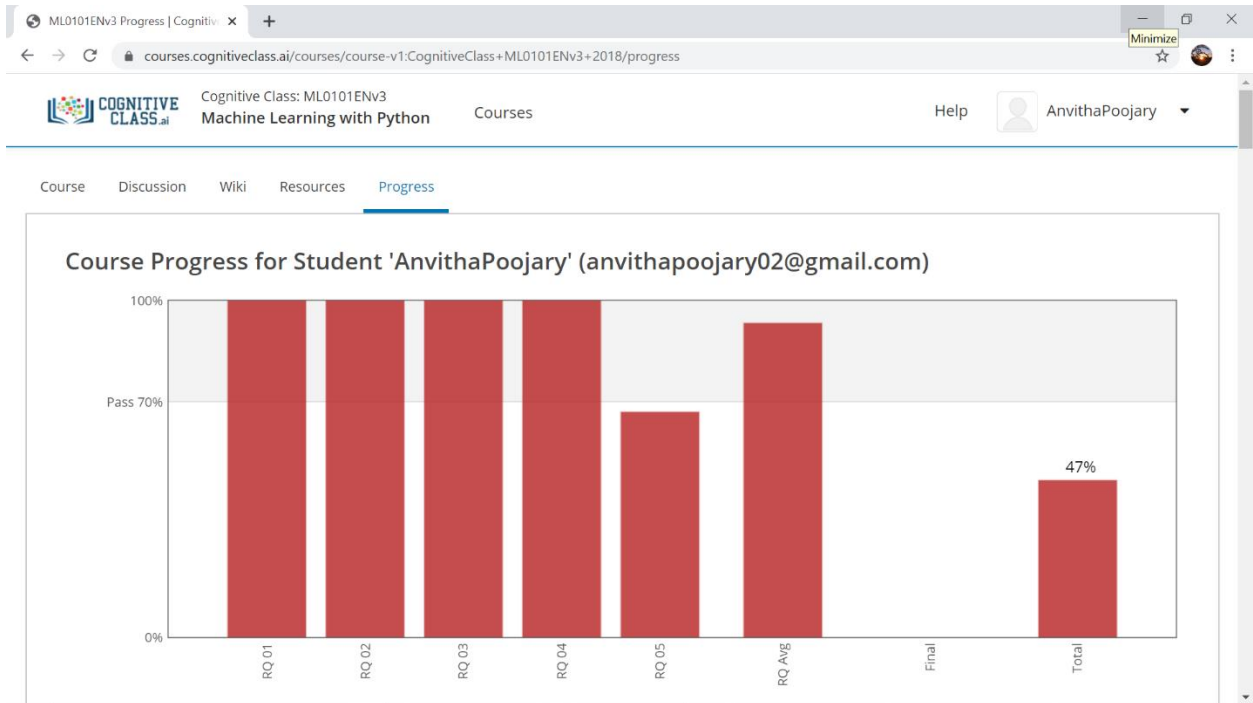 ML0101ENv3 Progress | Cognitiv
Minimize
courses.cognitiveclass.ai/courses/course-v1:CognitiveClass+ML0101ENv3+2018/progress
COGNITIVE CLASS.ai
Cognitive Class: ML0101ENv3
Machine Learning with Python
Courses
Help
AnvithaPoojary
Course Discussion Wiki Resources Progress
Course Progress for Student 'AnvithaPoojary' (anvithapoojary02@gmail.com)
100%
Pass 70%
47%
0%
RQ 01
RQ 02
RQ 03
RQ 04
RQ 05
RQ Avg
Final
Total